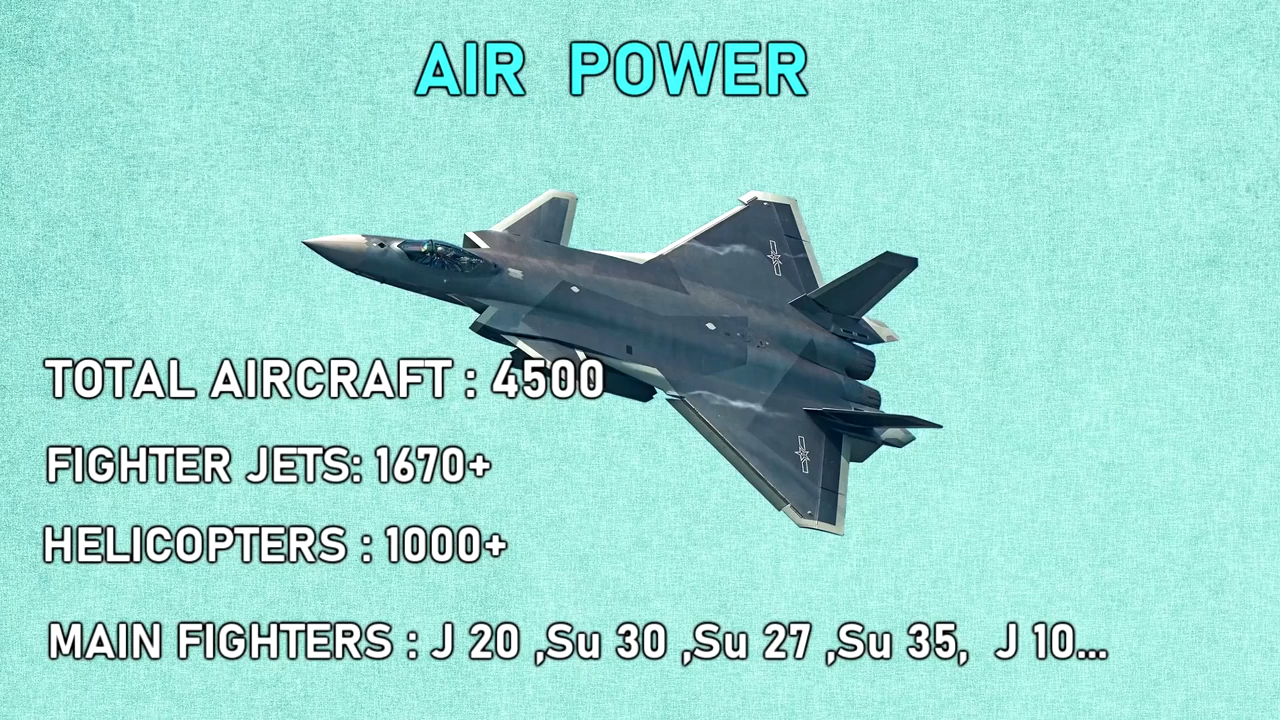 AIR POWER
TOTAL AIRCRAFT : 4500
FIGHTER JETS: 1670+
HELICOPTERS : 1000+
MAIN FIGHTERS : J 20 ,Su 30 ,Su 27 ,Su 35, J 10...